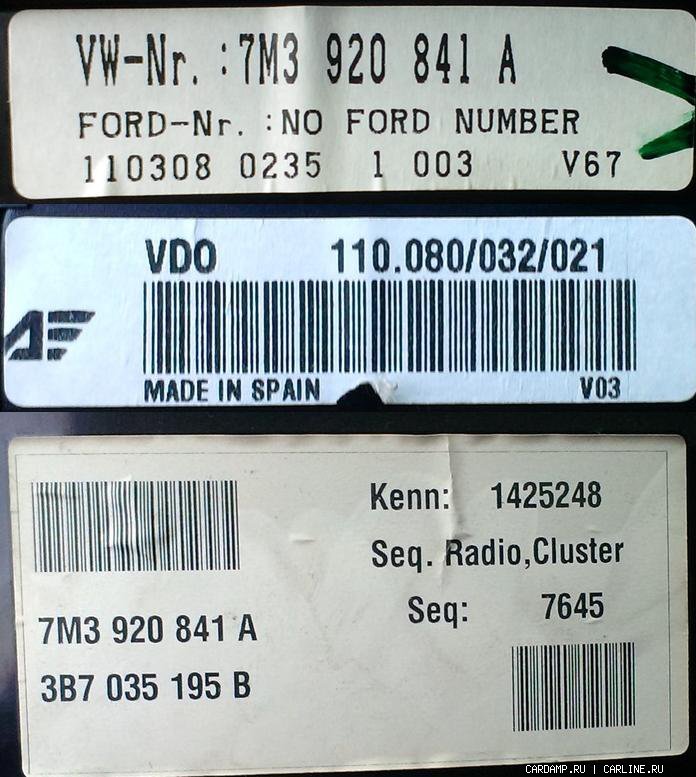 VW-Nr. :7M3 920 841 A
FORD-Nr. :NO FORD NUMBER
110308 0235 1 003 V67
VDO 110.080/032/021
AF
MADE IN SPAIN V03
Kenn: 1425248
Seq. Radio,Cluster
Seq: 7645
7M3 920 841 A
3B7 035 195 B
CARDAMP.RU | CARLINE.RU